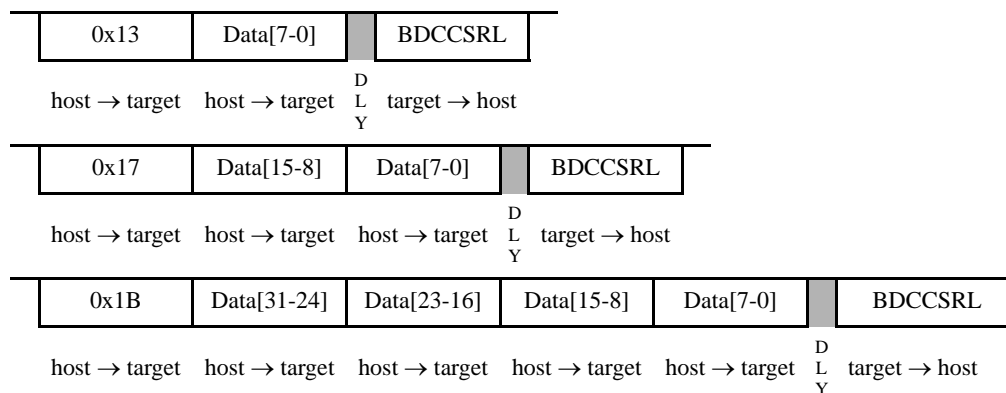 0x13 Data[7-0] BDCCSRL
host → target host → target D L Y target → host
0x17 Data[15-8] Data[7-0] BDCCSRL
host → target host → target host → target D L Y target → host
0x1B Data[31-24] Data[23-16] Data[15-8] Data[7-0] BDCCSRL
host → target host → target host → target host → target host → target D L Y target → host